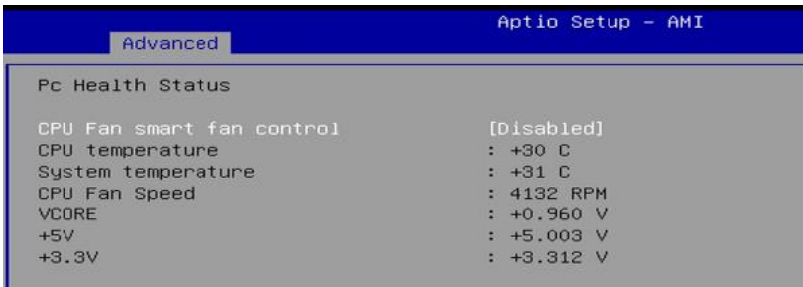 Aptio Setup - AMI
Advanced
Pc Health Status
CPU Fan smart fan control [Disabled]
CPU temperature : +30 C
System temperature : +31 C
CPU Fan Speed : 4132 RPM
VCORE : +0.960 V
+5V : +5.003 V
+3.3V : +3.312 V